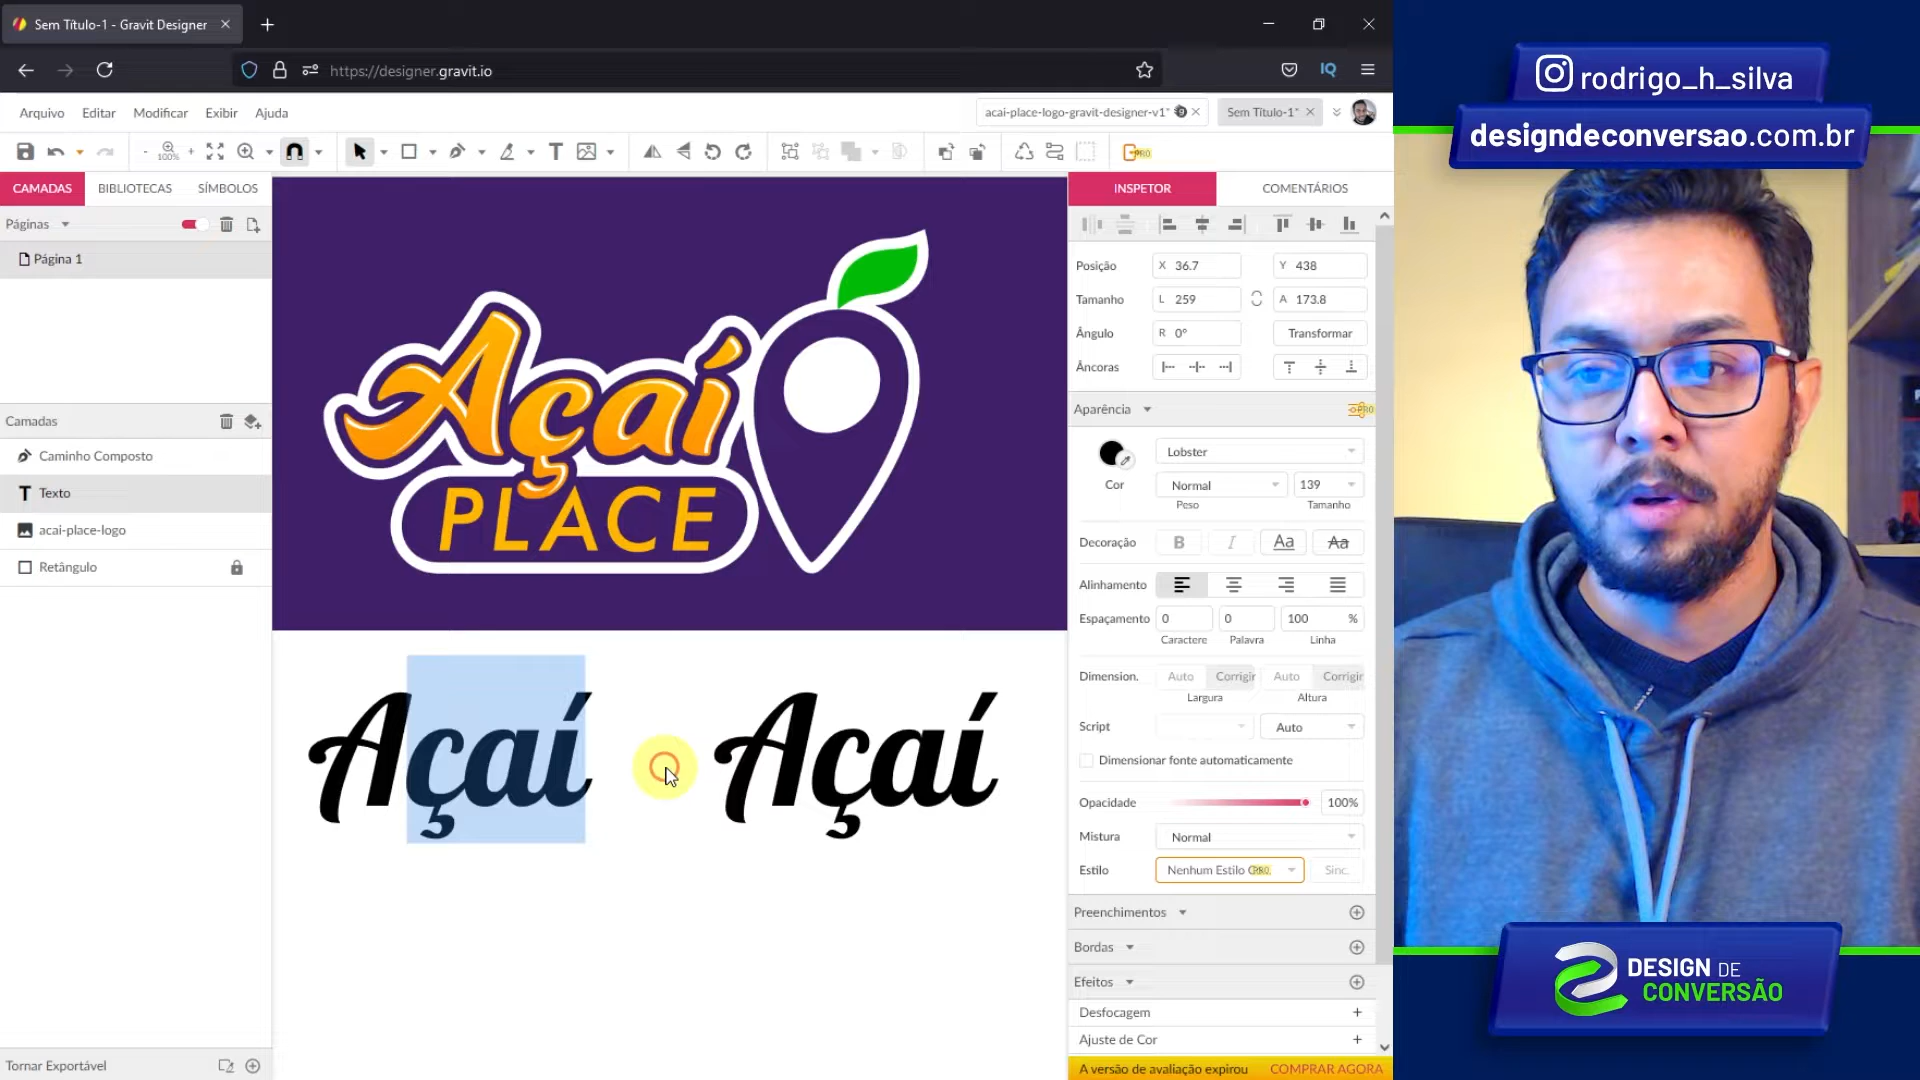 Sem Título-1 - Gravit Designer
https://designer.gravit.io
IQ
Arquivo Editar Modificar Exibir Ajuda
acai-place-logo-gravit-designer-v1*
Sem Título-1*
100%
PRO
CAMADAS BIBLIOTECAS SÍMBOLOS
Páginas
Página 1
Camadas
Caminho Composto
Texto
acai-place-logo
Retângulo
Tornar Exportável
Açaí
PLACE
Açaí Açaí
INSPETOR COMENTÁRIOS
Posição X 36.7 Y 438
Tamanho L 259 A 173.8
Ângulo R 0° Transformar
Âncoras
Aparência PRO
Lobster
Cor Normal 139
Peso Tamanho
Decoração B I Aa Aa
Alinhamento
Espaçamento 0 0 100 %
Caractere Palavra Linha
Dimension. Auto Corrigir Auto Corrigir
Largura Altura
Script Auto
Dimensionar fonte automaticamente
Opacidade 100%
Mistura Normal
Estilo Nenhum Estilo PRO Sinc.
Preenchimentos
Bordas
Efeitos
Desfocagem
Ajuste de Cor
A versão de avaliação expirou COMPRAR AGORA
rodrigo_h_silva
designdeconversao.com.br
DESIGN DE
CONVERSÃO